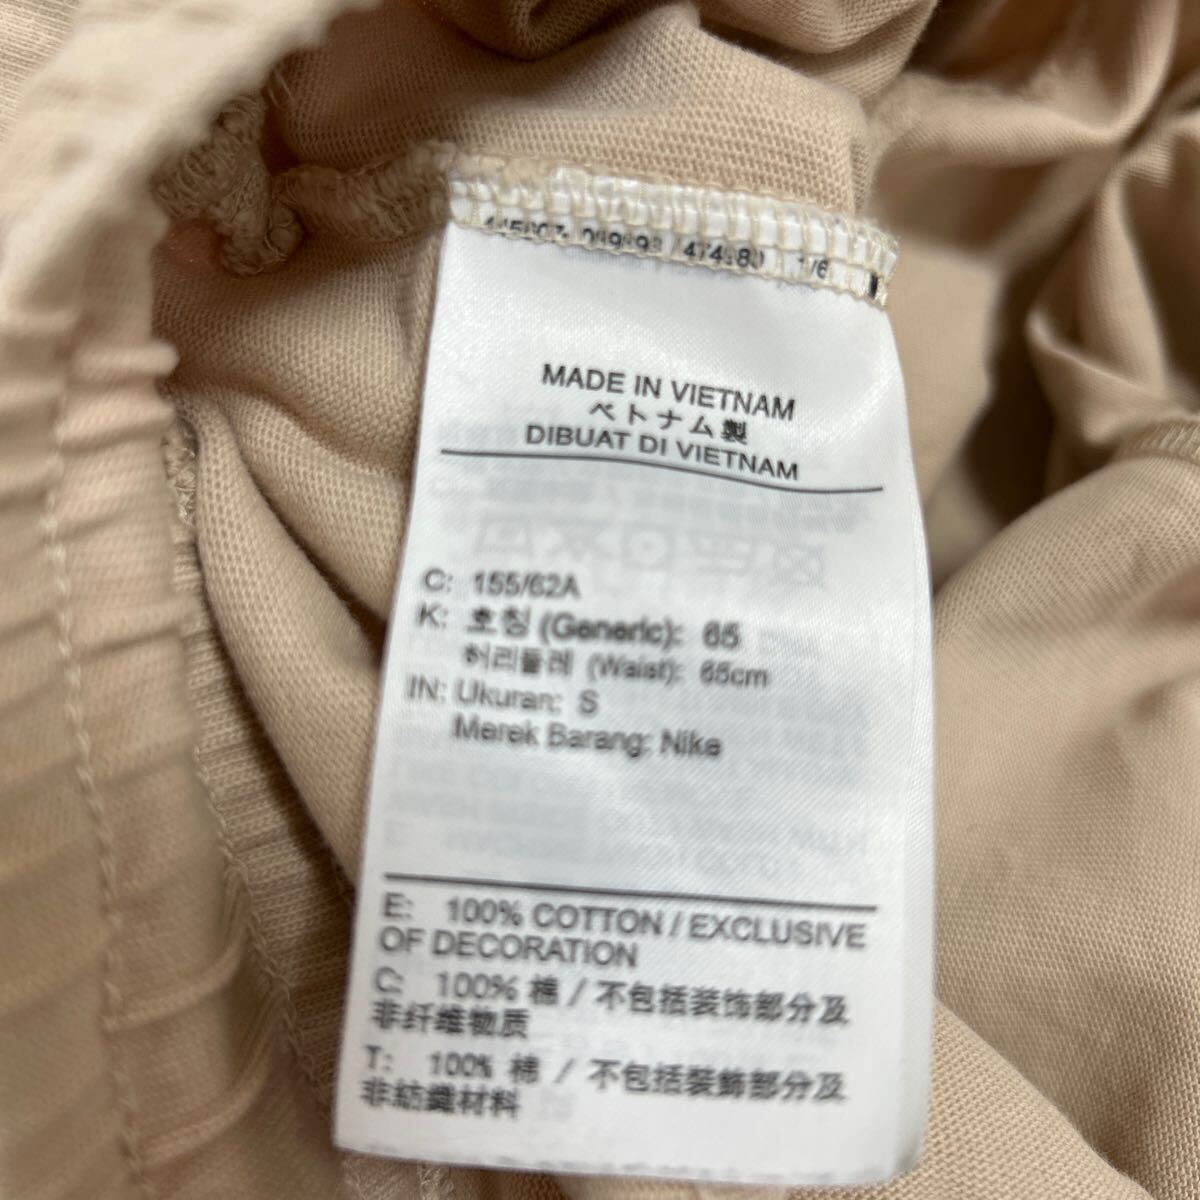 MADE IN VIETNAM
ベトナム製
DIBUAT DI VIETNAM
C: 155/62A
K: 호칭 (Generic): 65
허리둘레 (Waist): 65cm
IN: Ukuran: S
Merek Barang: Nike
E: 100% COTTON / EXCLUSIVE
OF DECORATION
C: 100% 棉 / 不包括装饰部分及
非纤维物质
T: 100% 棉 / 不包括裝飾部分及
非紡織材料